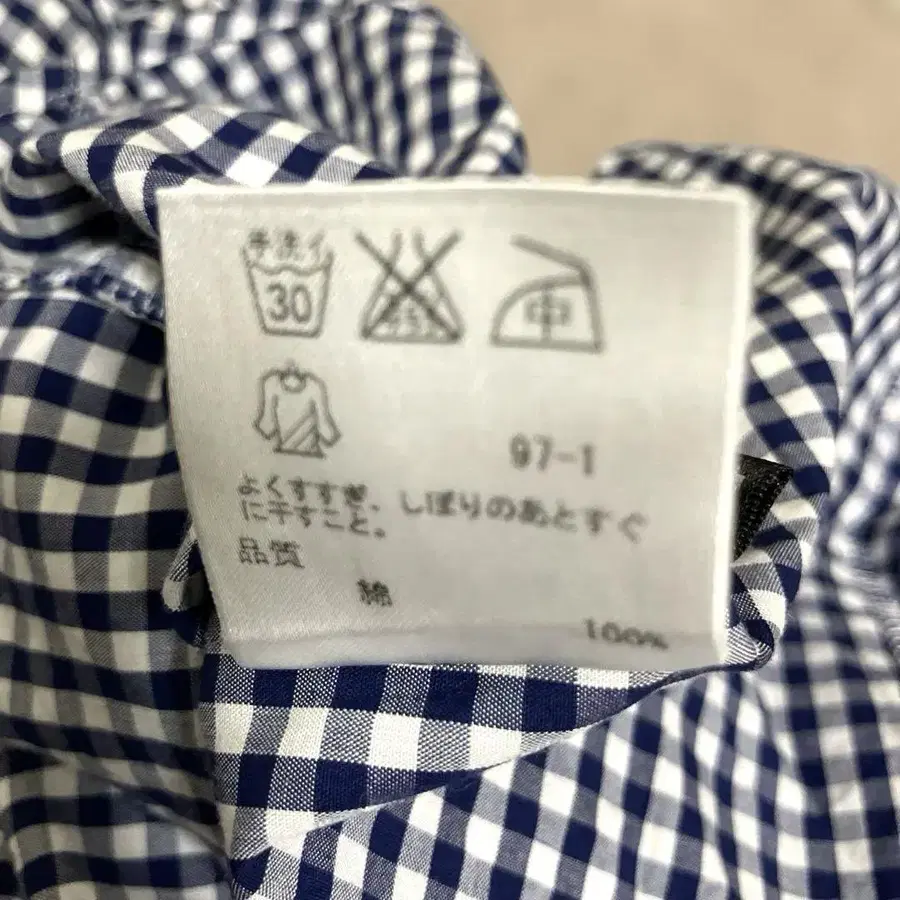 手洗イ
30
中
97-1
よくすすぎ、しぼりのあとすぐ
に干すこと。
品質
綿
100%